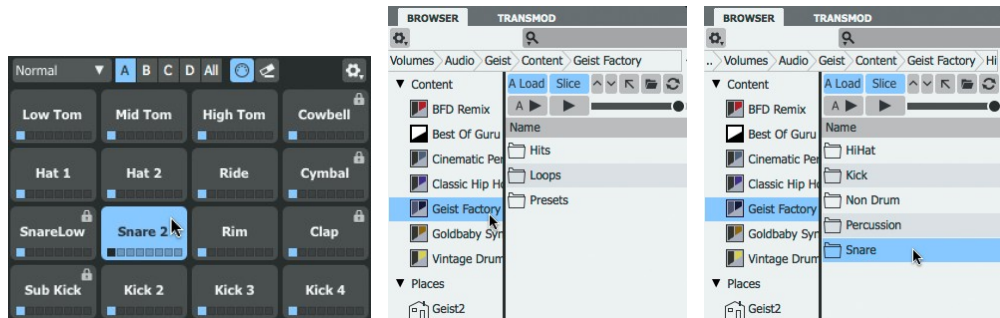 Normal A B C D All
Low Tom Mid Tom High Tom Cowbell
Hat 1 Hat 2 Ride Cymbal
SnareLow Snare 2 Rim Clap
Sub Kick Kick 2 Kick 3 Kick 4
BROWSER TRANSMOD
Volumes Audio Geist Content Geist Factory
Content A Load Slice
BFD Remix A
Best Of Guru Name
Cinematic Per Hits
Classic Hip Ho Loops
Geist Factory Presets
Goldbaby Syn
Vintage Drum
Places
Geist2
BROWSER TRANSMOD
.. Volumes Audio Geist Content Geist Factory Hi
Content A Load Slice
BFD Remix A
Best Of Guru Name
Cinematic Per HiHat
Classic Hip Ho Kick
Geist Factory Non Drum
Goldbaby Syn Percussion
Vintage Drum Snare
Places
Geist2